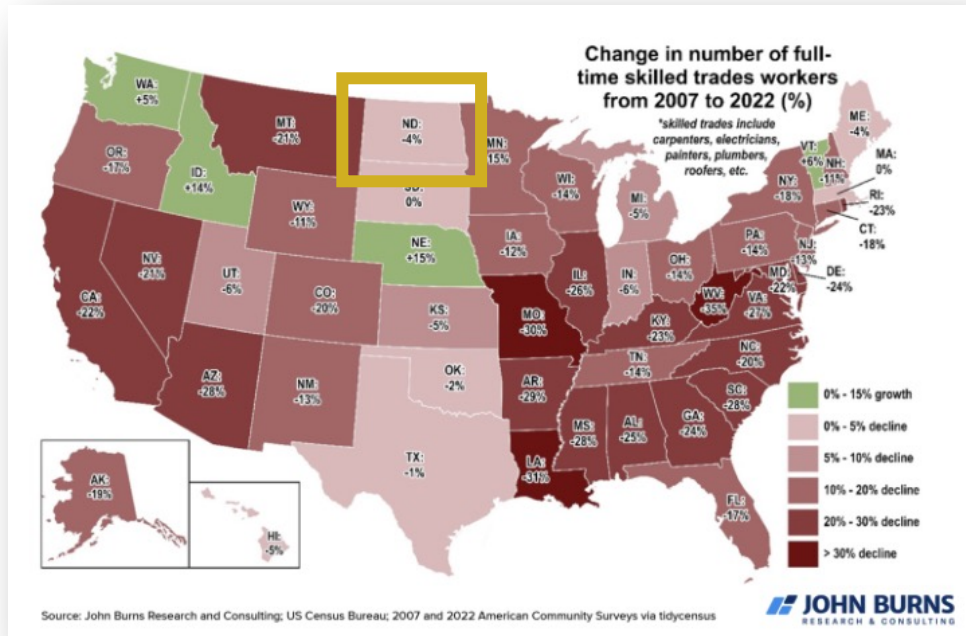 Change in number of full-
time skilled trades workers
from 2007 to 2022 (%)
*skilled trades include
carpenters, electricians,
painters, plumbers,
roofers, etc.
WA:
+5%
OR:
-17%
ID:
+14%
MT:
-21%
ND:
-4%
MN:
15%
SD:
0%
WY:
-11%
NE:
+15%
NV:
-21%
UT:
-6%
CO:
-20%
CA:
-22%
AZ:
-28%
NM:
-13%
KS:
-5%
OK:
-2%
TX:
-1%
IA:
-12%
MO:
-30%
AR:
-29%
LA:
-31%
WI:
-14%
IL:
-26%
MI:
-5%
IN:
-6%
OH:
-14%
KY:
-23%
TN:
-14%
MS:
-28%
AL:
-25%
GA:
-24%
FL:
-17%
SC:
-28%
NC:
-20%
VA:
-27%
WV:
-35%
MD:
-22%
DE:
-24%
PA:
-14%
NJ:
-13%
NY:
-18%
CT:
-18%
RI:
-23%
MA:
0%
VT:
+6%
NH:
-11%
ME:
-4%
AK:
-19%
HI:
-5%
0% - 15% growth
0% - 5% decline
5% - 10% decline
10% - 20% decline
20% - 30% decline
> 30% decline
Source: John Burns Research and Consulting; US Census Bureau; 2007 and 2022 American Community Surveys via tidycensus
JOHN BURNS
RESEARCH & CONSULTING